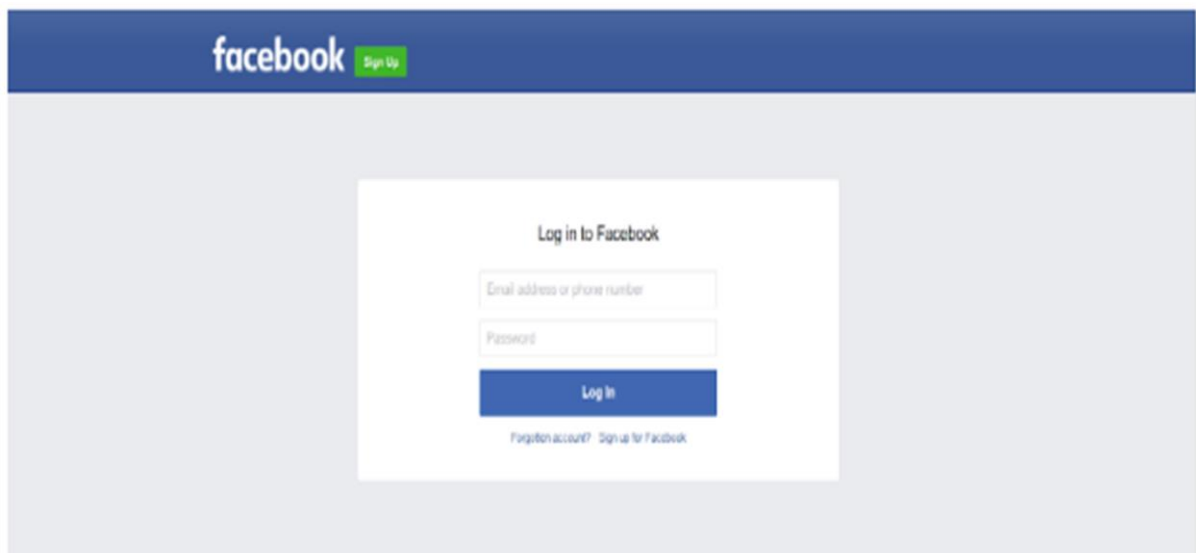 facebook Sign Up
Log in to Facebook
Email address or phone number
Password
Log In
Forgotten account? Sign up for Facebook